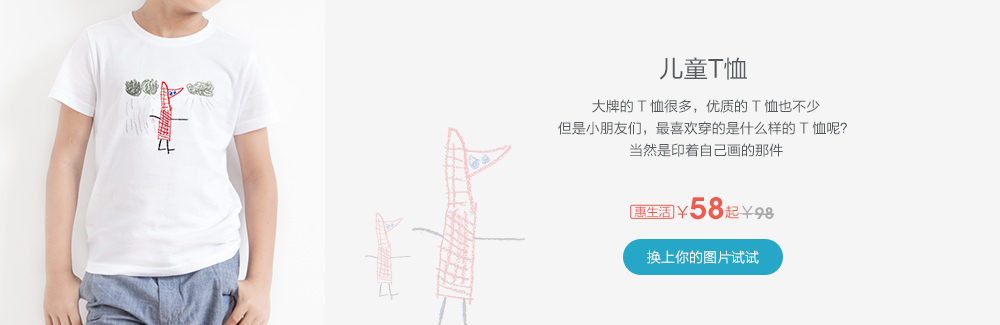 儿童T恤
大牌的 T 恤很多，优质的 T 恤也不少
但是小朋友们，最喜欢穿的是什么样的 T 恤呢？
当然是印着自己画的那件
惠生活 ￥58起 ￥98
换上你的图片试试